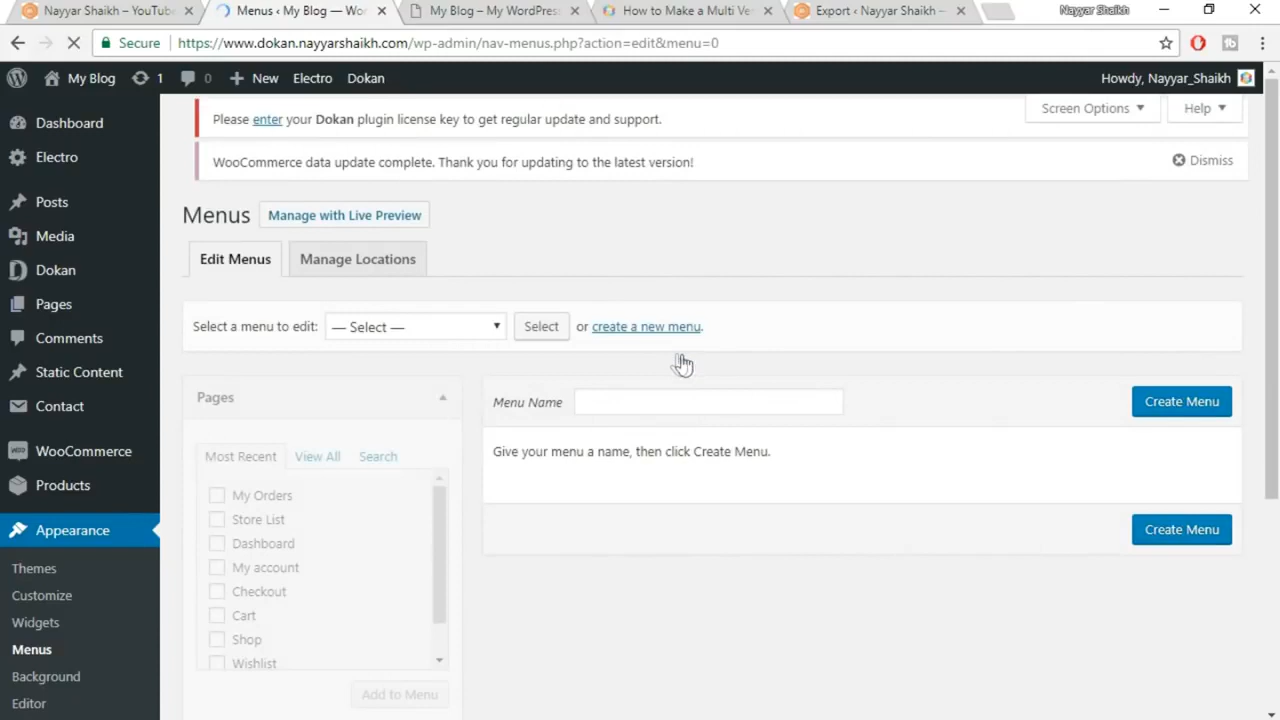 Nayyar Shaikh – YouTub
Menus ‹ My Blog — Wor
My Blog – My WordPress
How to Make a Multi Ve
Export ‹ Nayyar Shaikh —
Nayyar Shaikh
Secure
https://www.dokan.nayyarshaikh.com/wp-admin/nav-menus.php?action=edit&menu=0
My Blog
1
0
New
Electro
Dokan
Howdy, Nayyar_Shaikh
Dashboard
Electro
Posts
Media
Dokan
Pages
Comments
Static Content
Contact
WooCommerce
Products
Appearance
Themes
Customize
Widgets
Menus
Background
Editor
Screen Options
Help
Please enter your Dokan plugin license key to get regular update and support.
WooCommerce data update complete. Thank you for updating to the latest version!
Dismiss
Menus
Manage with Live Preview
Edit Menus
Manage Locations
Select a menu to edit:
— Select —
Select
or create a new menu.
Pages
Most Recent
View All
Search
My Orders
Store List
Dashboard
My account
Checkout
Cart
Shop
Wishlist
Add to Menu
Menu Name
Create Menu
Give your menu a name, then click Create Menu.
Create Menu